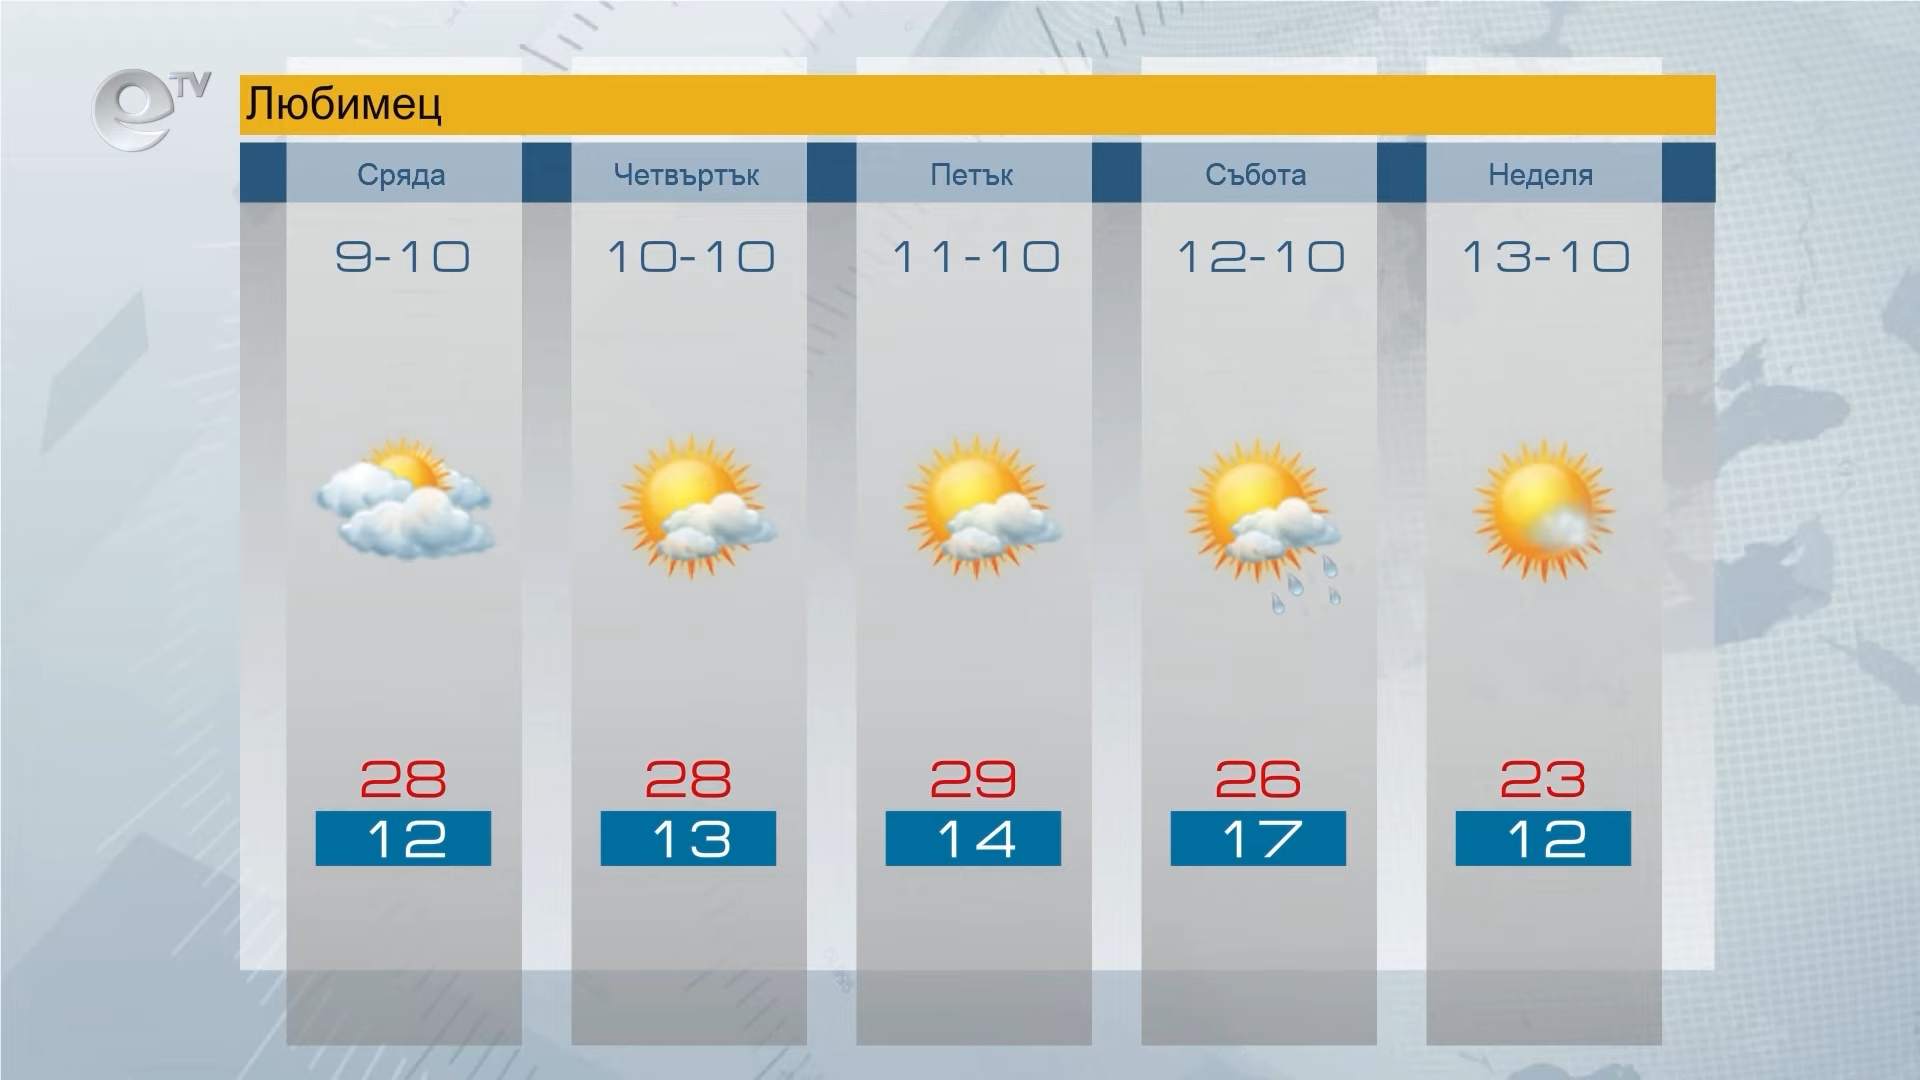 eTV
Любимец
Сряда Четвъртък Петък Събота Неделя
9-10 10-10 11-10 12-10 13-10
28 28 29 26 23
12 13 14 17 12